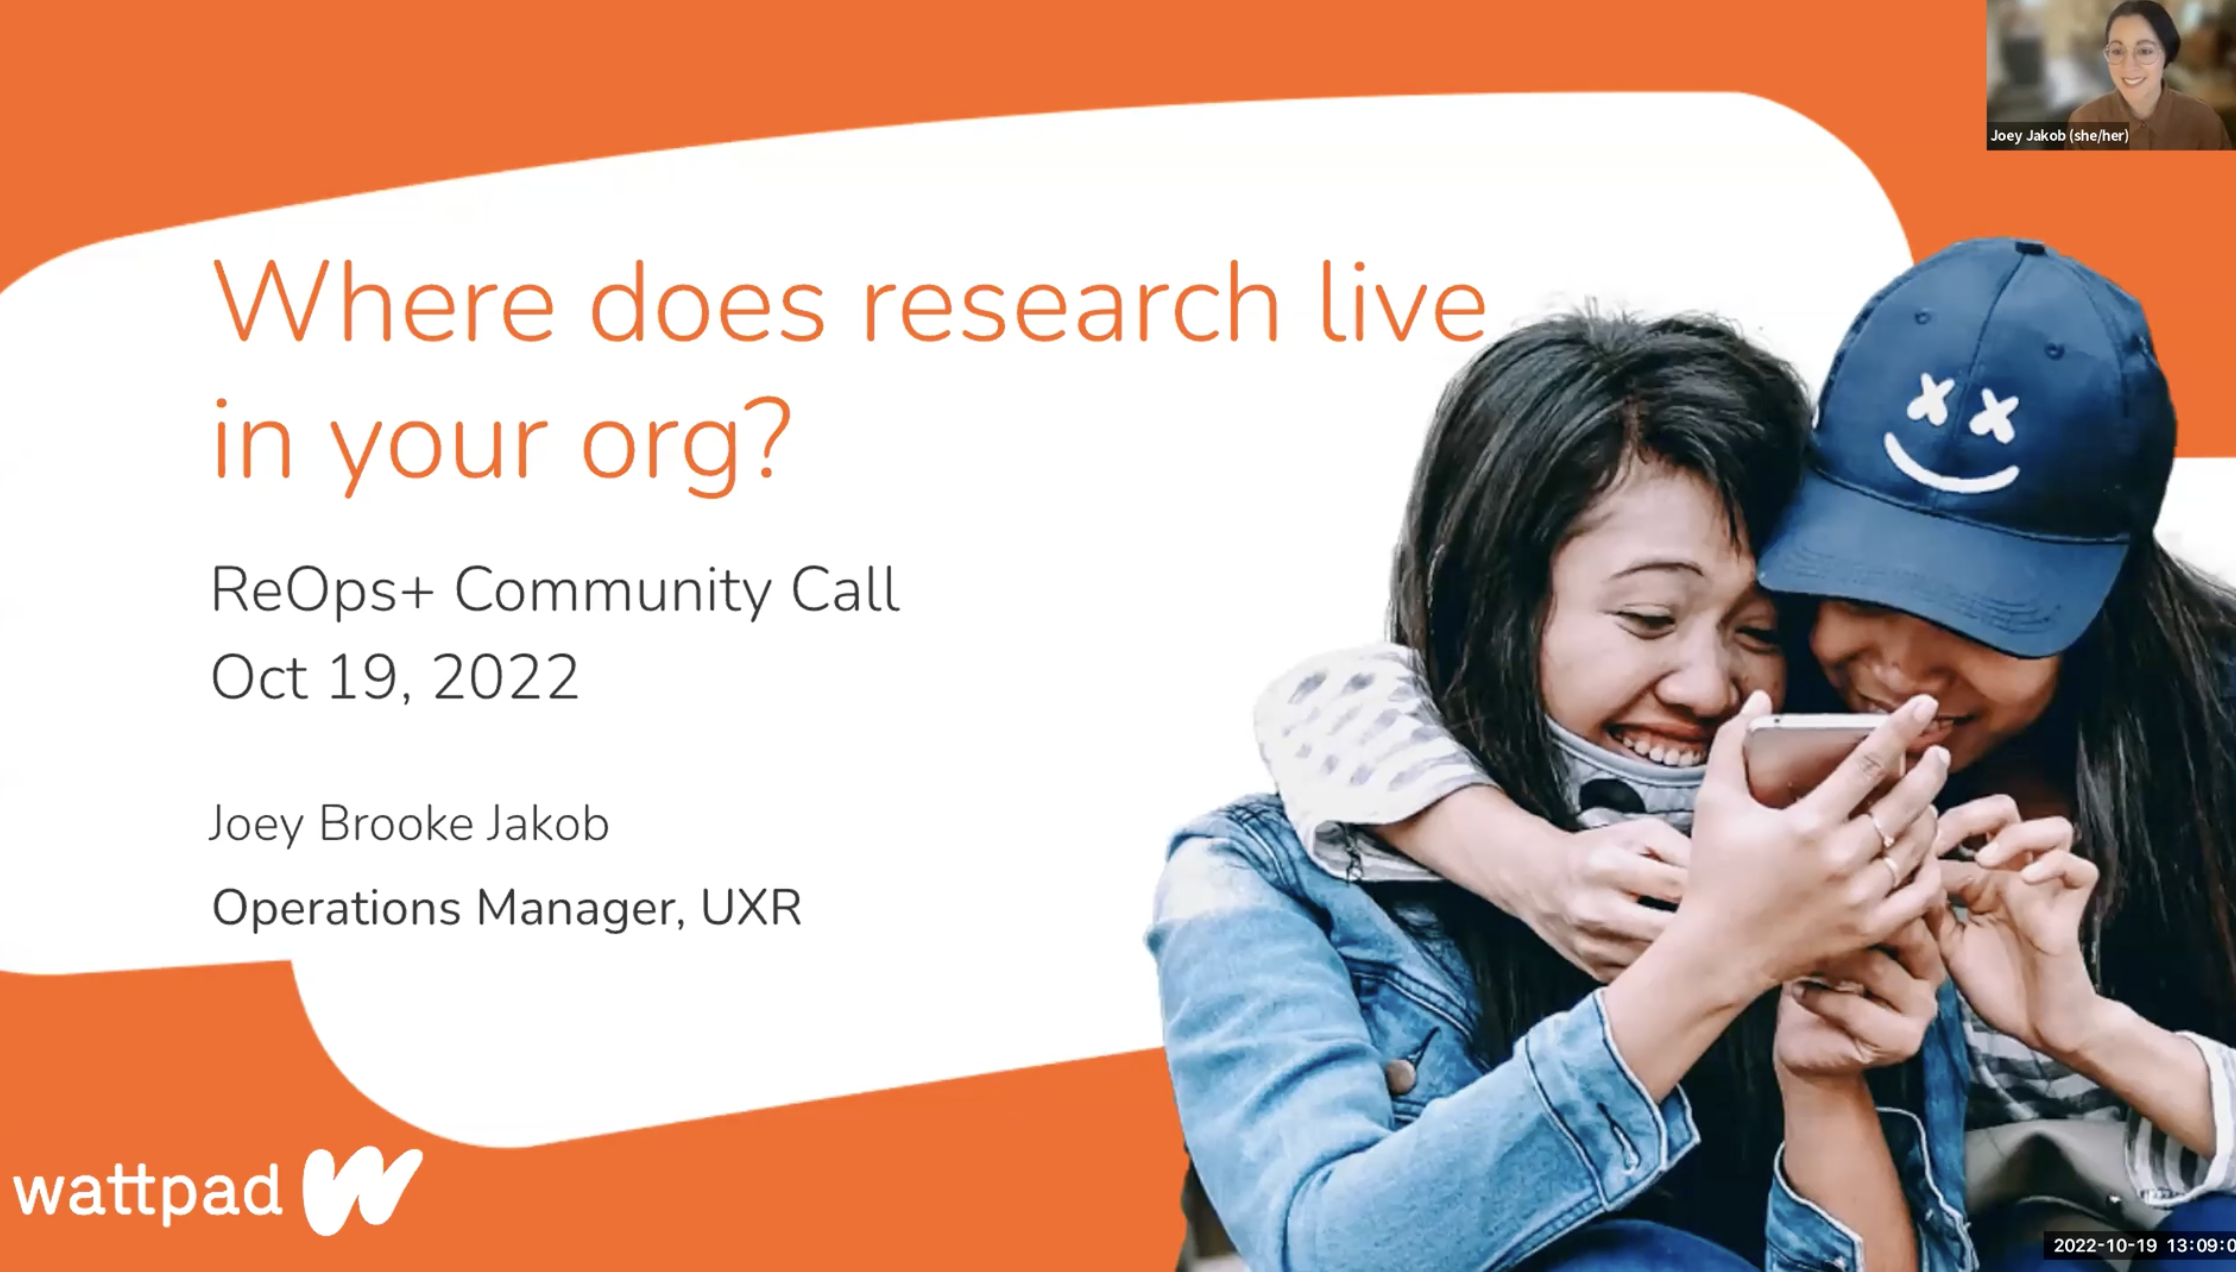 Joey Jakob (she/her)
Where does research live
in your org?
ReOps+ Community Call
Oct 19, 2022
Joey Brooke Jakob
Operations Manager, UXR
wattpad
2022-10-19 13:09:0